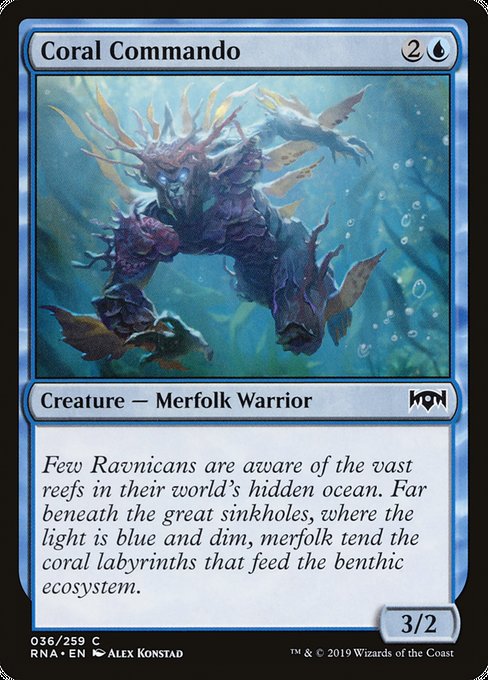 Coral Commando 2
Creature — Merfolk Warrior
Few Ravnicans are aware of the vast
reefs in their world's hidden ocean. Far
beneath the great sinkholes, where the
light is blue and dim, merfolk tend the
coral labyrinths that feed the benthic
ecosystem.
3/2
036/259 C
RNA • EN ALEX KONSTAD
™ & © 2019 Wizards of the Coast